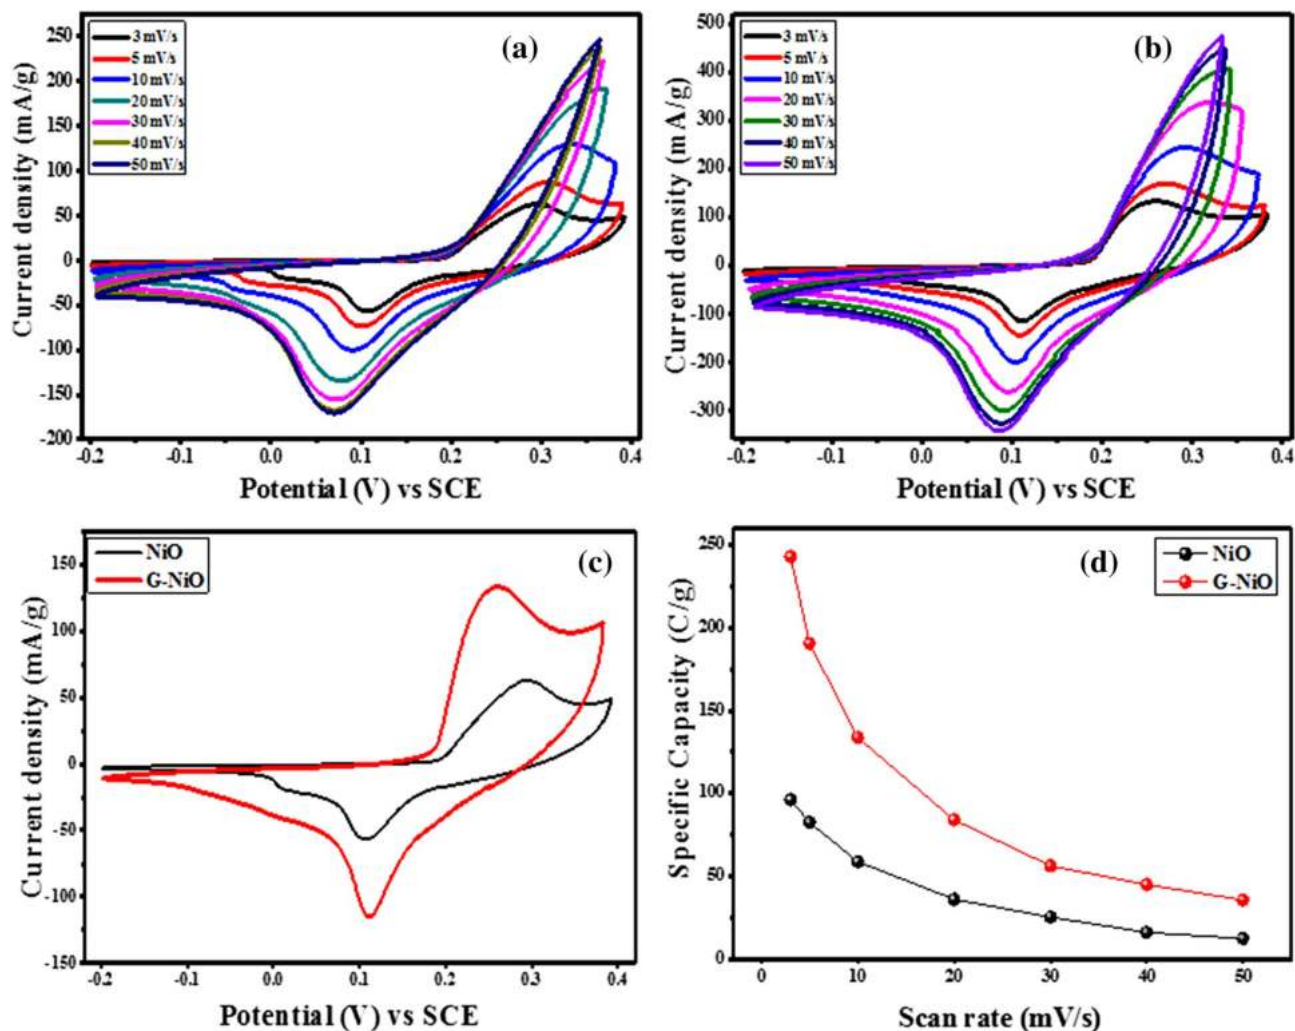 (a)
3 mV/s
5 mV/s
10 mV/s
20 mV/s
30 mV/s
40 mV/s
50 mV/s
Current density (mA/g)
250
200
150
100
50
0
-50
-100
-150
-200
-0.2 -0.1 0.0 0.1 0.2 0.3 0.4
Potential (V) vs SCE
(b)
3 mV/s
5 mV/s
10 mV/s
20 mV/s
30 mV/s
40 mV/s
50 mV/s
Current density (mA/g)
500
400
300
200
100
0
-100
-200
-300
-0.2 -0.1 0.0 0.1 0.2 0.3 0.4
Potential (V) vs SCE
(c)
NiO
G-NiO
Current density (mA/g)
150
100
50
0
-50
-100
-150
-0.2 -0.1 0.0 0.1 0.2 0.3 0.4
Potential (V) vs SCE
(d)
NiO
G-NiO
Specific Capacity (C/g)
250
200
150
100
50
0
0 10 20 30 40 50
Scan rate (mV/s)